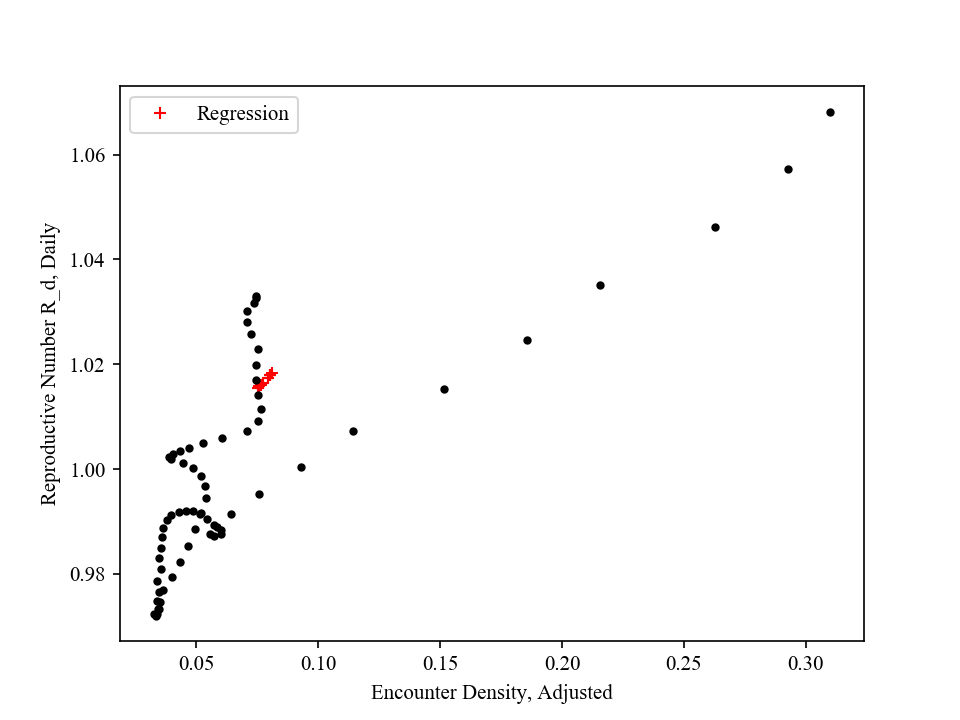 Regression
1.06
1.04
1.02
1.00
0.98
Reproductive Number R_d, Daily
0.05 0.10 0.15 0.20 0.25 0.30
Encounter Density, Adjusted